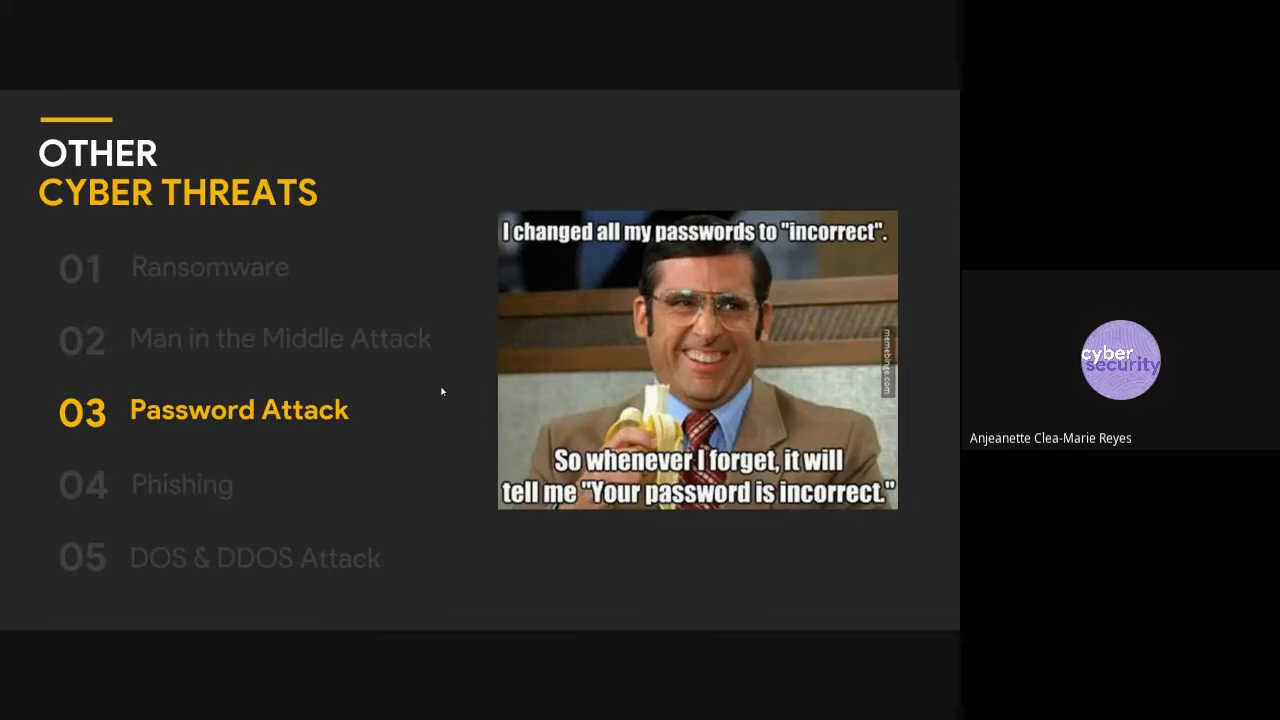 OTHER
CYBER THREATS
01 Ransomware
02 Man in the Middle Attack
03 Password Attack
04 Phishing
05 DOS & DDOS Attack
I changed all my passwords to "incorrect".
memebinge.com
So whenever I forget, it will
tell me "Your password is incorrect."
cyber
security
Anjeanette Clea-Marie Reyes